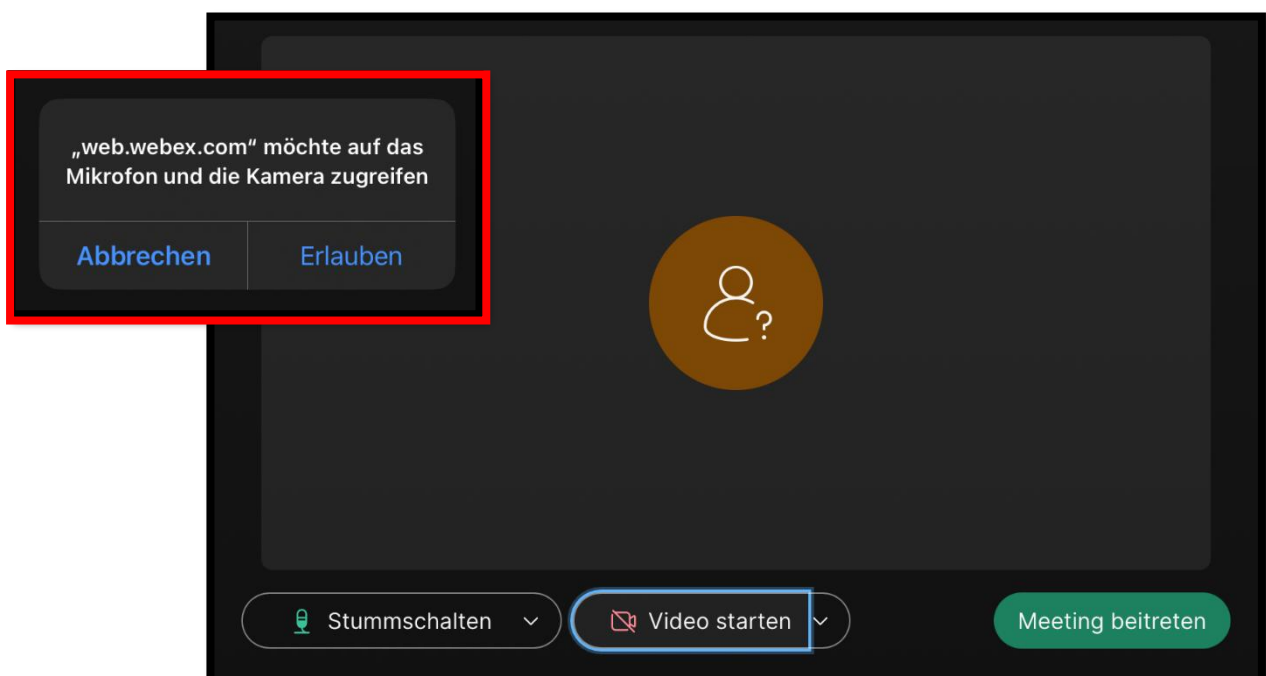 „web.webex.com“ möchte auf das
Mikrofon und die Kamera zugreifen
Abbrechen Erlauben
?
Stummschalten Video starten Meeting beitreten